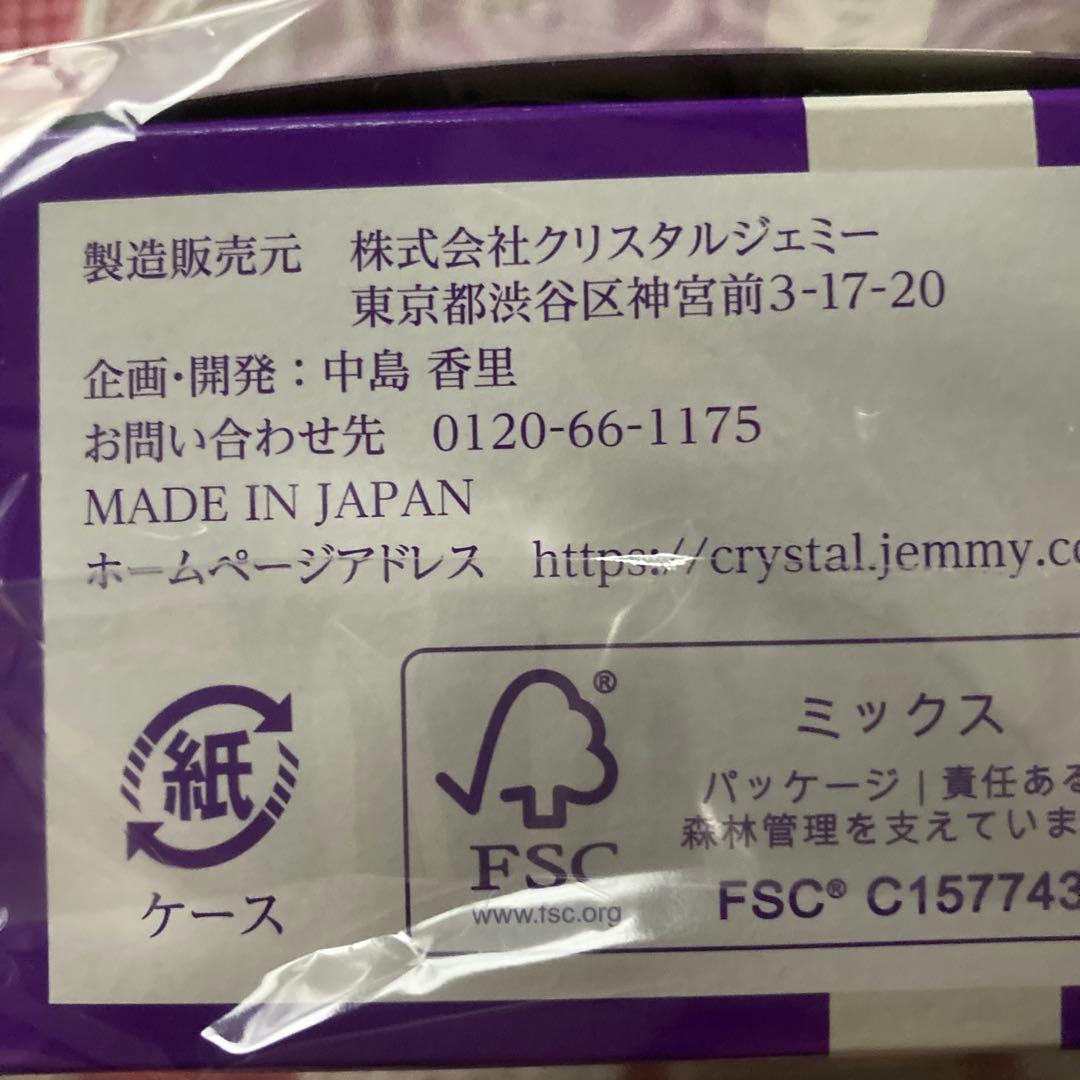 製造販売元 株式会社クリスタルジェミー
東京都渋谷区神宮前3-17-20
企画・開発：中島 香里
お問い合わせ先 0120-66-1175
MADE IN JAPAN
ホームページアドレス https://crystal.jemmy.co
紙
ケース
®
FSC
www.fsc.org
ミックス
パッケージ | 責任ある
森林管理を支えていま
FSC® C157743